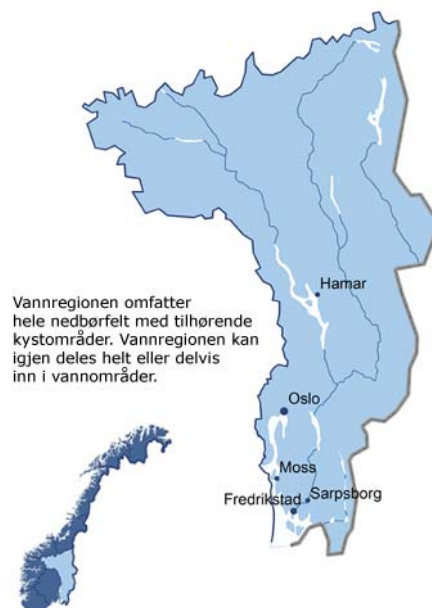 Hamar
Vannregionen omfatter
hele nedbørfelt med tilhørende
kystområder. Vannregionen kan
igjen deles helt eller delvis
inn i vannområder.
Oslo
Moss
Fredrikstad
Sarpsborg